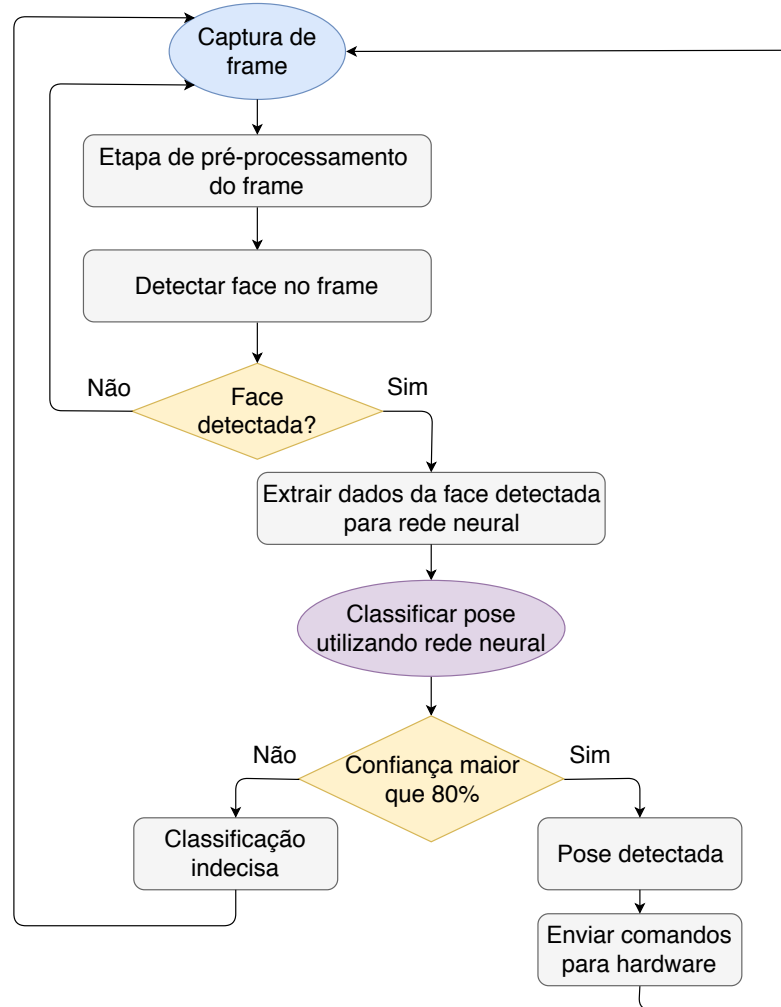 Captura de
frame
Etapa de pré-processamento
do frame
Detectar face no frame
Não
Sim
Face
detectada?
Extrair dados da face detectada
para rede neural
Classificar pose
utilizando rede neural
Não
Sim
Confiança maior
que 80%
Classificação
indecisa
Pose detectada
Enviar comandos
para hardware